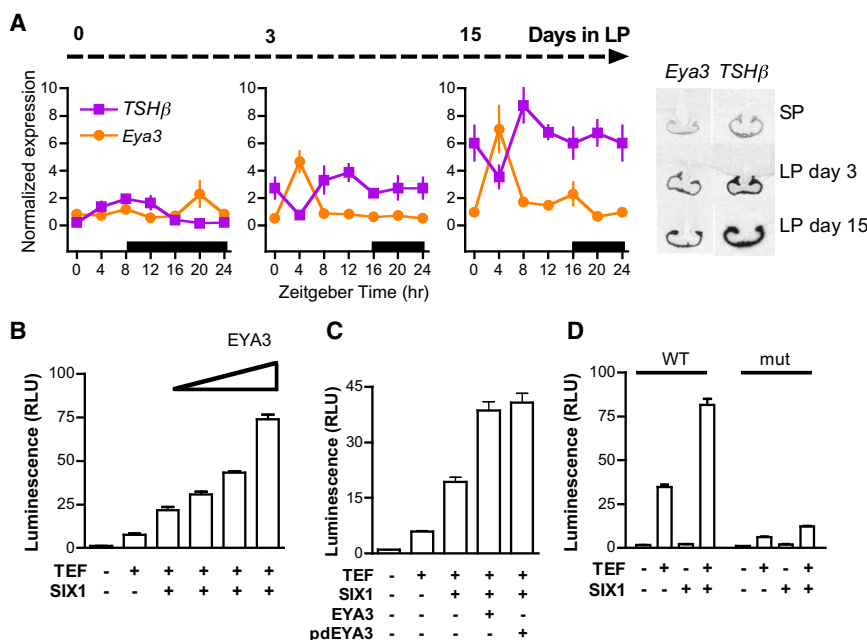 A
0 3 15 Days in LP
Normalized expression
10
8
6
4
2
0
TSHβ
Eya3
10
8
6
4
2
0
10
8
6
4
2
0
0 4 8 12 16 20 24
0 4 8 12 16 20 24
0 4 8 12 16 20 24
Zeitgeber Time (hr)
Eya3 TSHβ
SP
LP day 3
LP day 15
B
EYA3
Luminescence (RLU)
100
75
50
25
0
TEF - + + + + +
SIX1 - - + + + +
C
Luminescence (RLU)
45
30
15
0
TEF - + + + +
SIX1 - - + + +
EYA3 - - - + -
pdEYA3 - - - - +
D
WT mut
Luminescence (RLU)
100
75
50
25
0
TEF - + - + - + - +
SIX1 - - + + - - + +